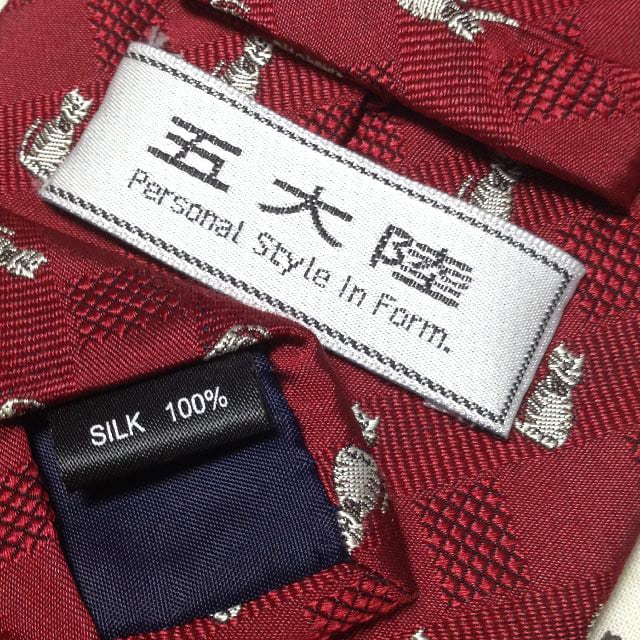 五大陸
Personal Style In Form.
SILK 100%